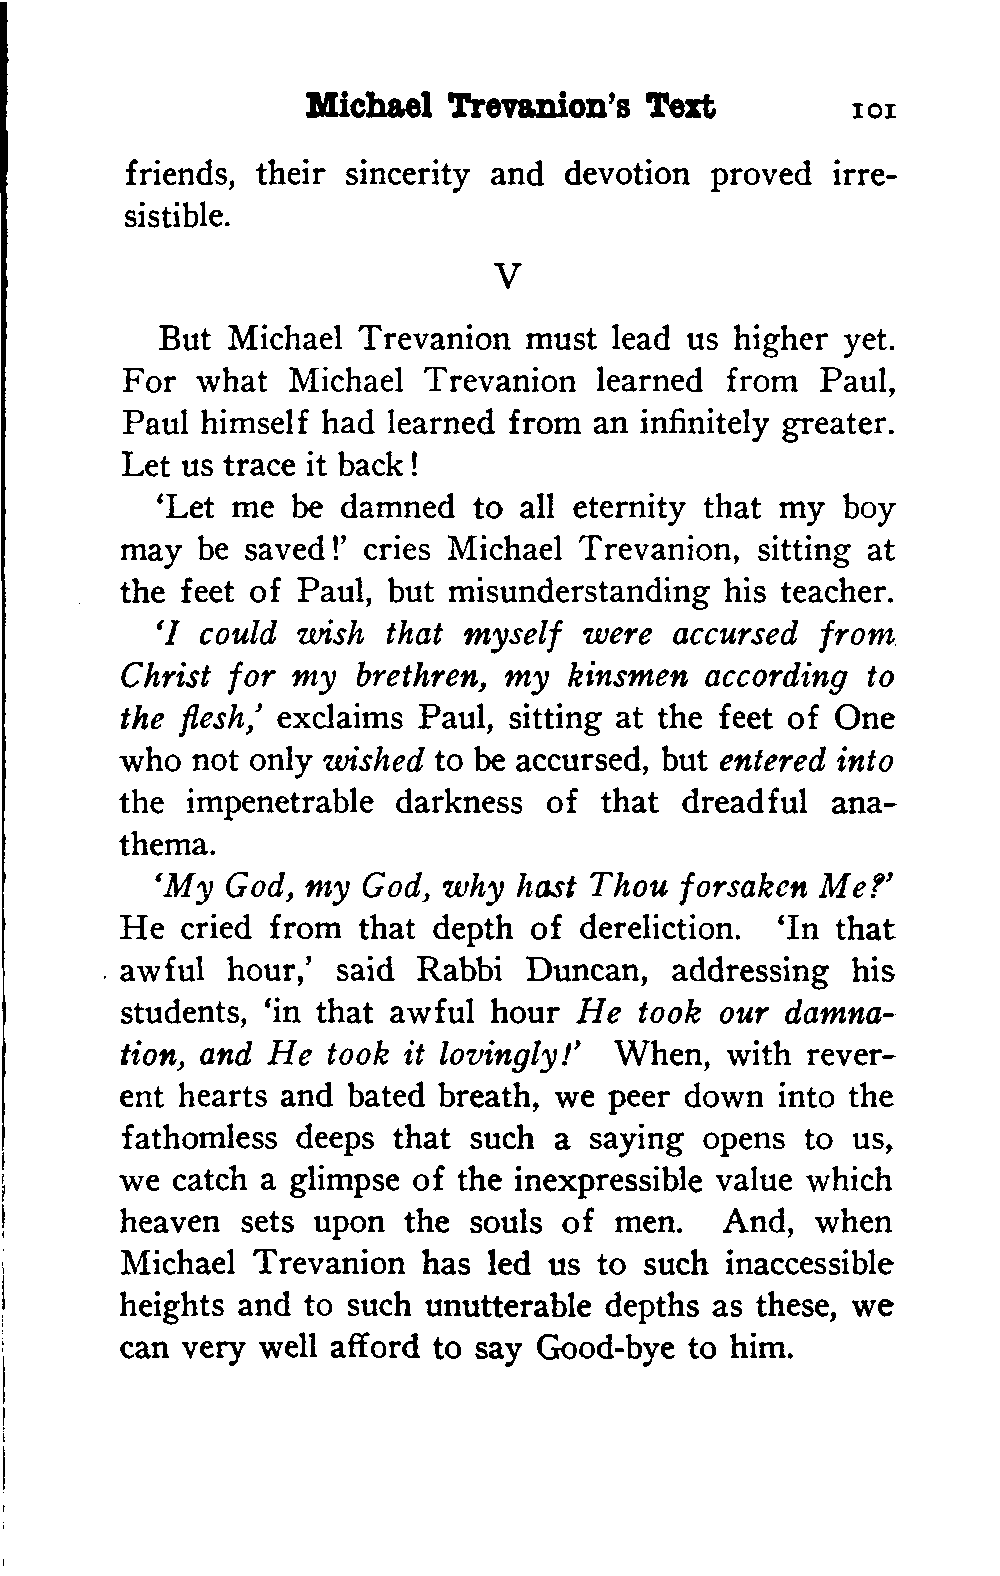 Michael Trevanion's Text 101
friends, their sincerity and devotion proved irre-
sistible.
V
But Michael Trevanion must lead us higher yet.
For what Michael Trevanion learned from Paul,
Paul himself had learned from an infinitely greater.
Let us trace it back!
‘Let me be damned to all eternity that my boy
may be saved!’ cries Michael Trevanion, sitting at
the feet of Paul, but misunderstanding his teacher.
‘I could wish that myself were accursed from
Christ for my brethren, my kinsmen according to
the flesh,’ exclaims Paul, sitting at the feet of One
who not only wished to be accursed, but entered into
the impenetrable darkness of that dreadful ana-
thema.
‘My God, my God, why hast Thou forsaken Me?’
He cried from that depth of dereliction. ‘In that
awful hour,’ said Rabbi Duncan, addressing his
students, ‘in that awful hour He took our damna-
tion, and He took it lovingly!’ When, with rever-
ent hearts and bated breath, we peer down into the
fathomless deeps that such a saying opens to us,
we catch a glimpse of the inexpressible value which
heaven sets upon the souls of men. And, when
Michael Trevanion has led us to such inaccessible
heights and to such unutterable depths as these, we
can very well afford to say Good-bye to him.